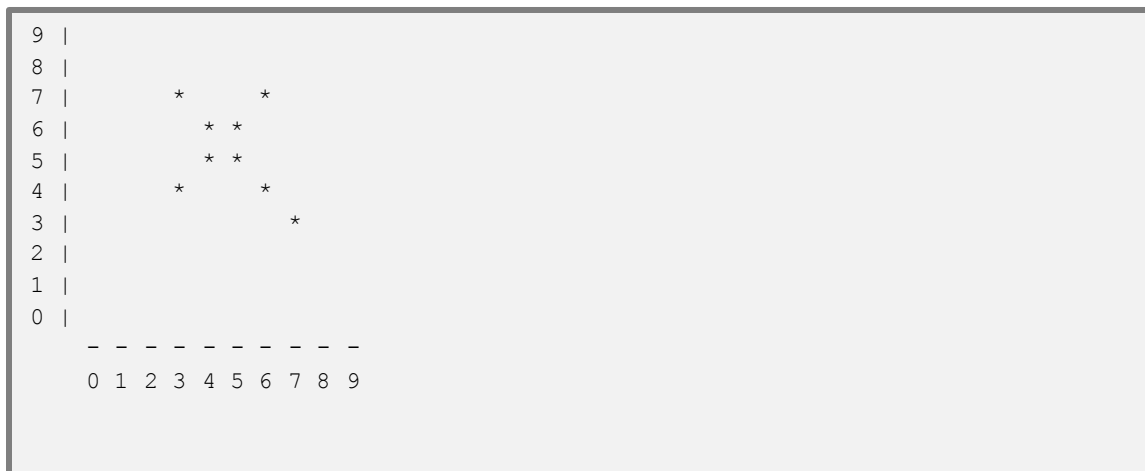 9 |
8 |
7 |       *     *
6 |         * *
5 |         * *
4 |       *     *
3 |               *
2 |
1 |
0 |
    - - - - - - - - - -
    0 1 2 3 4 5 6 7 8 9